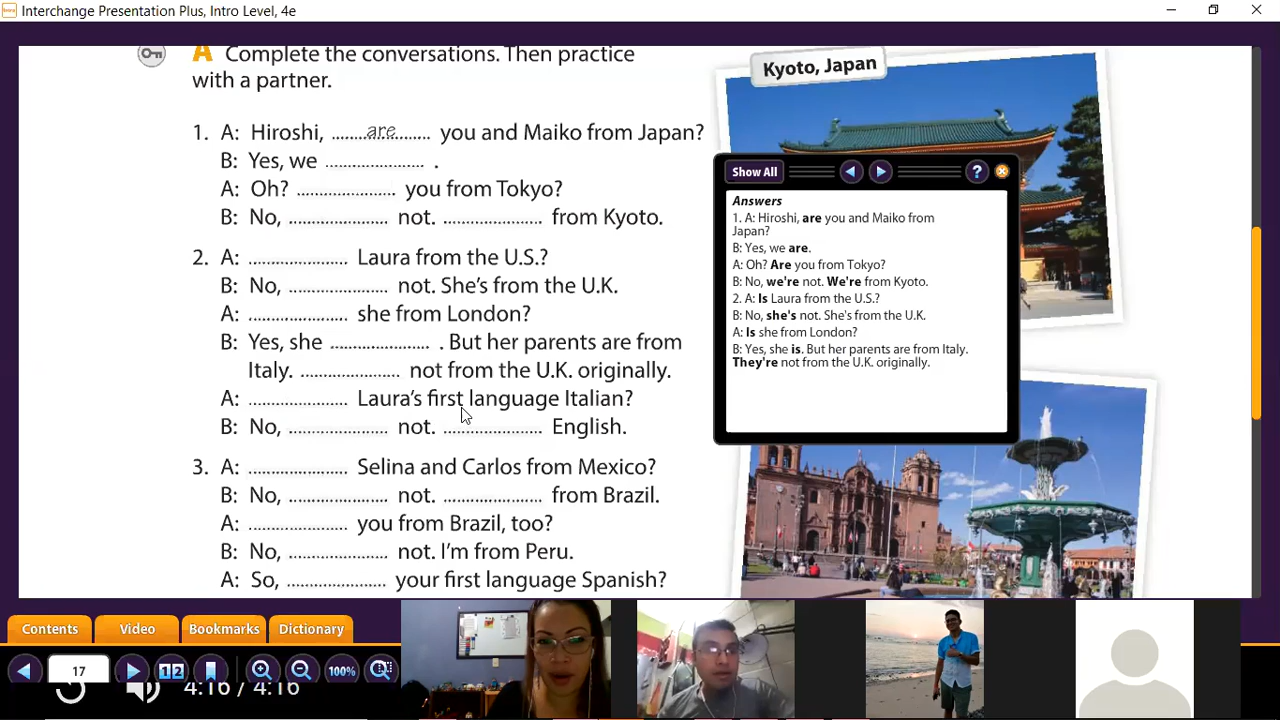 Interchange Presentation Plus, Intro Level, 4e
A Complete the conversations. Then practice
with a partner.
1. A: Hiroshi, ........are........ you and Maiko from Japan?
B: Yes, we .................... .
A: Oh? .................... you from Tokyo?
B: No, .................... not. .................... from Kyoto.
2. A: .................... Laura from the U.S.?
B: No, .................... not. She's from the U.K.
A: .................... she from London?
B: Yes, she .................... . But her parents are from
Italy. .................... not from the U.K. originally.
A: .................... Laura's first language Italian?
B: No, .................... not. .................... English.
3. A: .................... Selina and Carlos from Mexico?
B: No, .................... not. .................... from Brazil.
A: .................... you from Brazil, too?
B: No, .................... not. I'm from Peru.
A: So, .................... your first language Spanish?
Kyoto, Japan
Show All
?
Answers
1. A: Hiroshi, are you and Maiko from
Japan?
B: Yes, we are.
A: Oh? Are you from Tokyo?
B: No, we're not. We're from Kyoto.
2. A: Is Laura from the U.S.?
B: No, she's not. She's from the U.K.
A: Is she from London?
B: Yes, she is. But her parents are from Italy.
They're not from the U.K. originally.
Contents Video Bookmarks Dictionary
17 12 100%
4:16 / 4:16